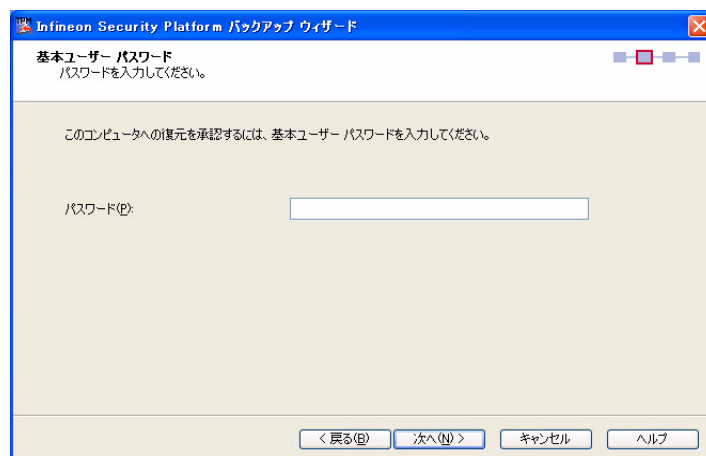 Infineon Security Platform バックアップ ウィザード
基本ユーザー パスワード
パスワードを入力してください。
このコンピュータへの復元を承認するには、基本ユーザー パスワードを入力してください。
パスワード(P):
< 戻る(B)
次へ(N) >
キャンセル
ヘルプ